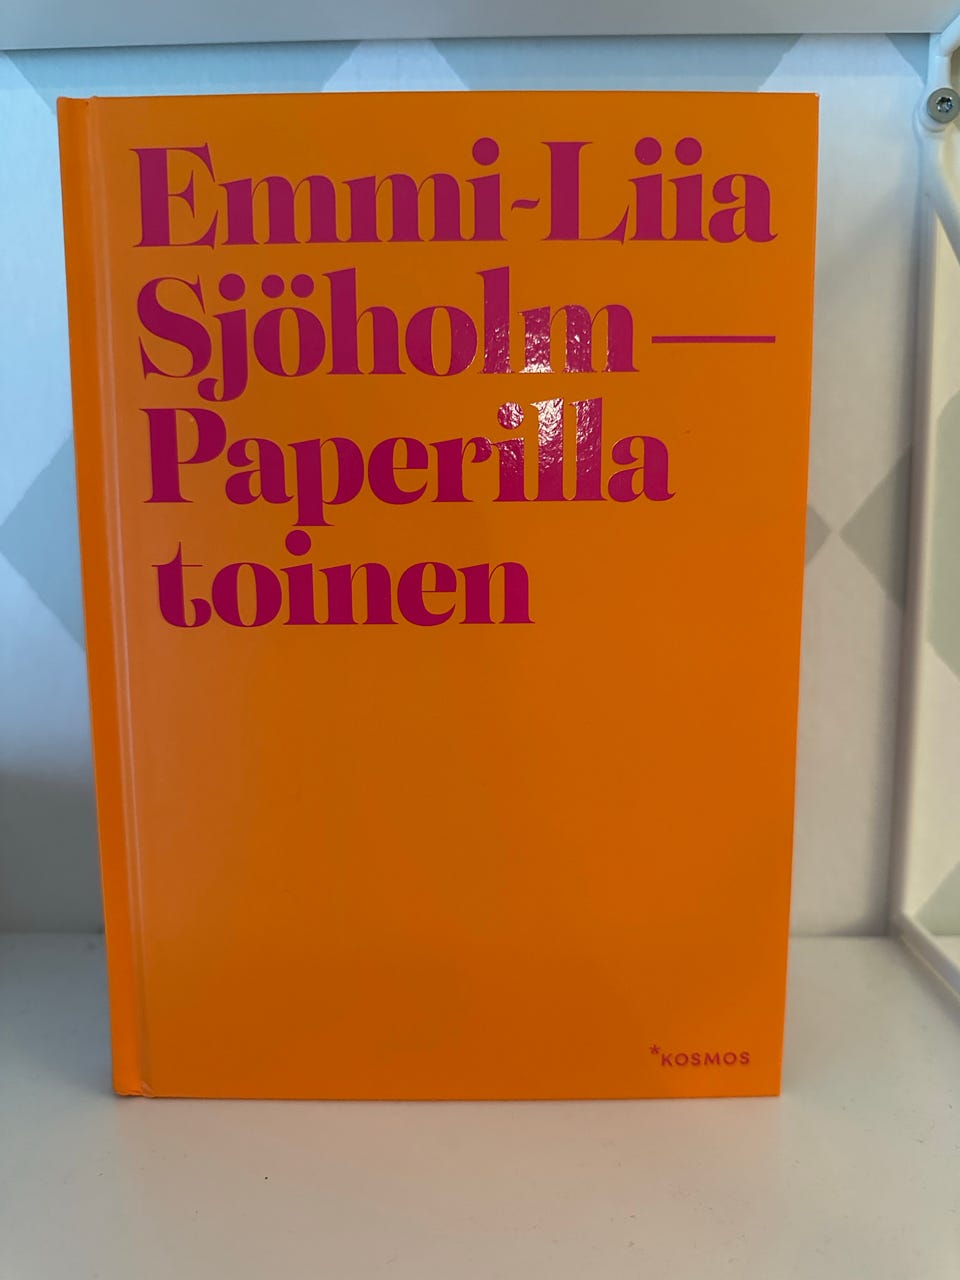 Emmi-Liia
Sjöholm —
Paperilla
toinen
*KOSMOS